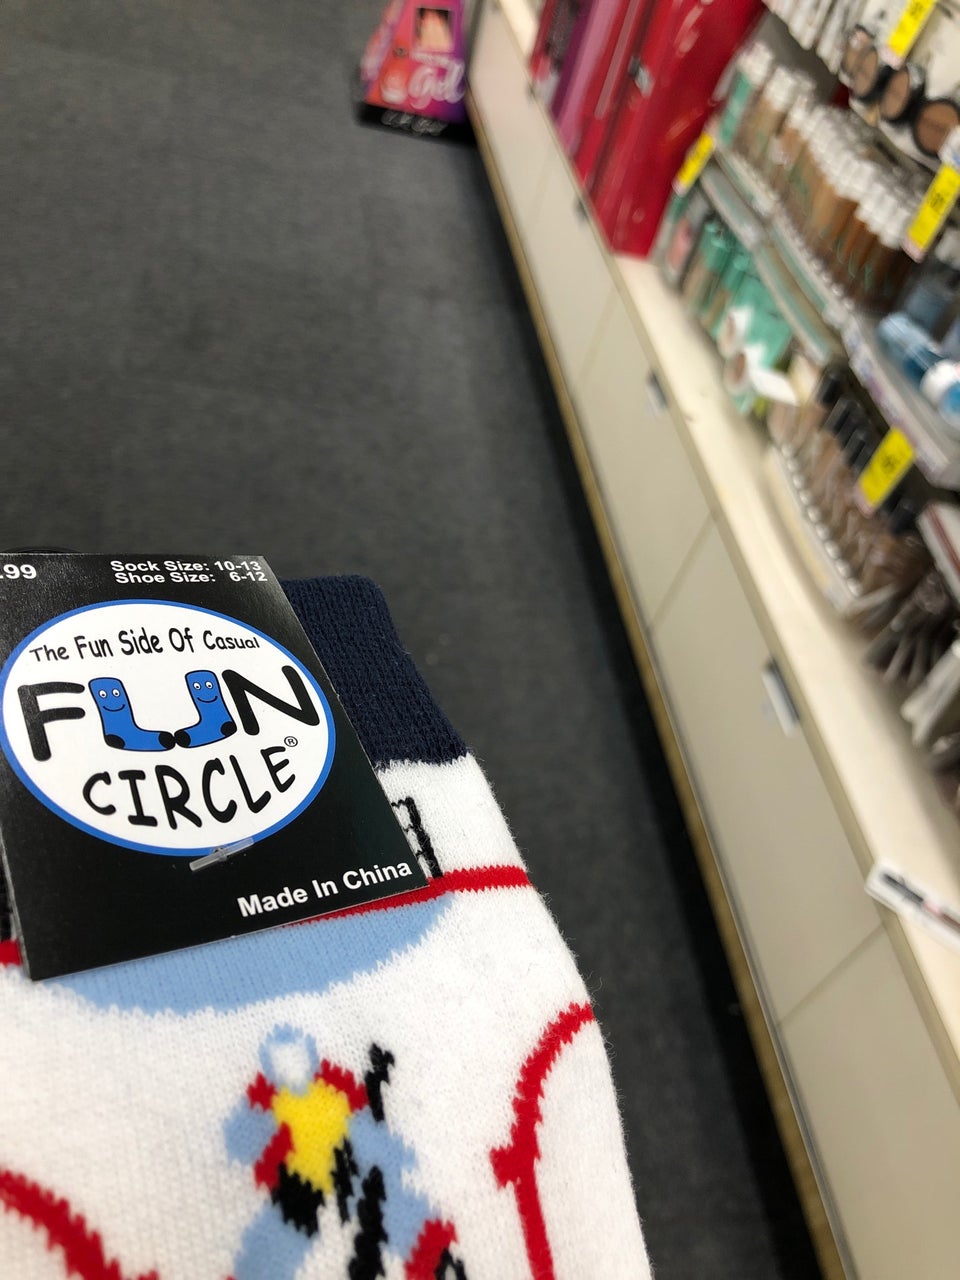 Gel
.99
Sock Size: 10-13
Shoe Size: 6-12
The Fun Side Of Casual
FUN
CIRCLE®
Made In China